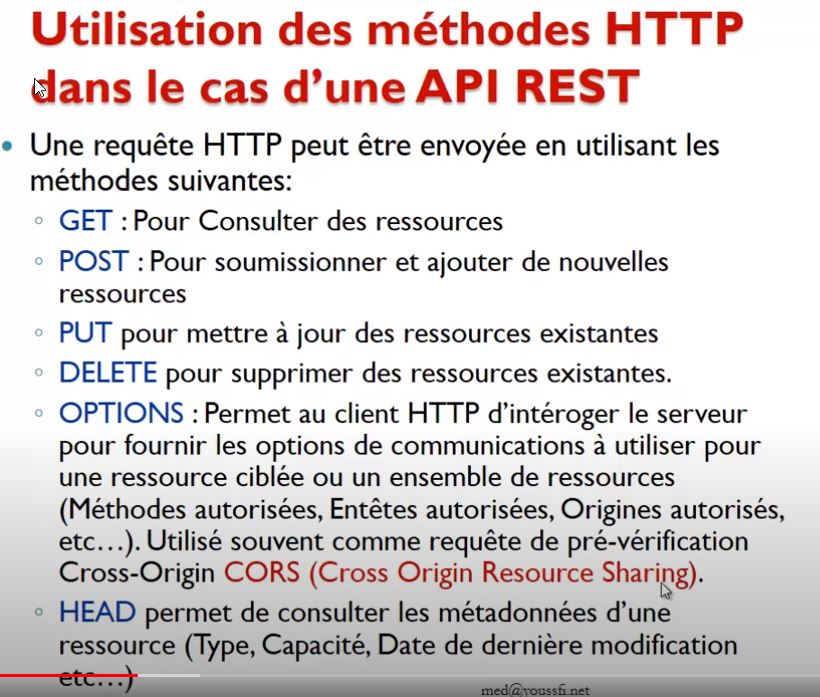 Utilisation des méthodes HTTP
dans le cas d’une API REST
• Une requête HTTP peut être envoyée en utilisant les
méthodes suivantes:
◦ GET : Pour Consulter des ressources
◦ POST : Pour soumissionner et ajouter de nouvelles
ressources
◦ PUT pour mettre à jour des ressources existantes
◦ DELETE pour supprimer des ressources existantes.
◦ OPTIONS : Permet au client HTTP d’intéroger le serveur
pour fournir les options de communications à utiliser pour
une ressource ciblée ou un ensemble de ressources
(Méthodes autorisées, Entêtes autorisées, Origines autorisés,
etc…). Utilisé souvent comme requête de pré-vérification
Cross-Origin CORS (Cross Origin Resource Sharing).
◦ HEAD permet de consulter les métadonnées d’une
ressource (Type, Capacité, Date de dernière modification
etc…)
med@youssfi.net